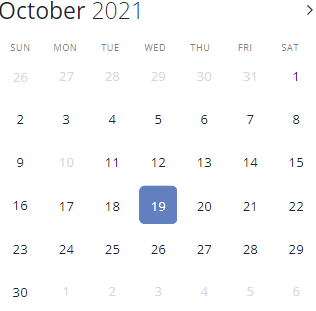 October 2021
SUN MON TUE WED THU FRI SAT
26 27 28 29 30 31 1
2 3 4 5 6 7 8
9 10 11 12 13 14 15
16 17 18 19 20 21 22
23 24 25 26 27 28 29
30 1 2 3 4 5 6